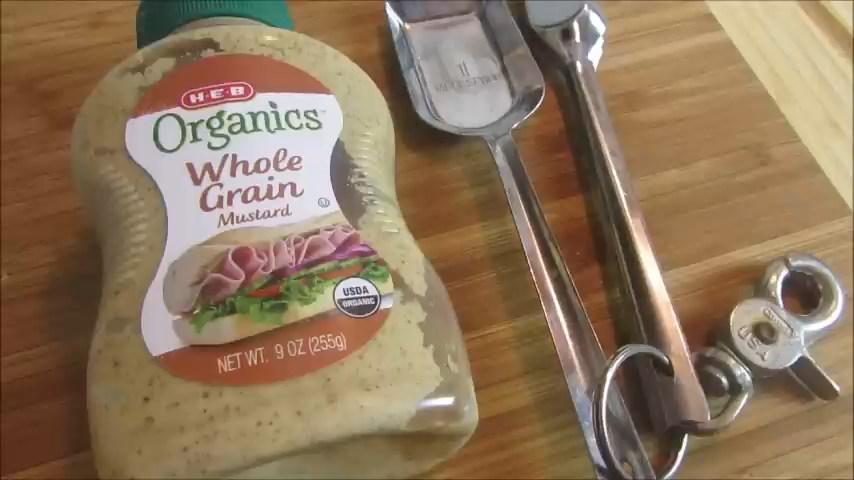 H-E-B
Organics
Whole
Grain
Mustard
U
USDA
ORGANIC
NET WT. 9 OZ (255g)